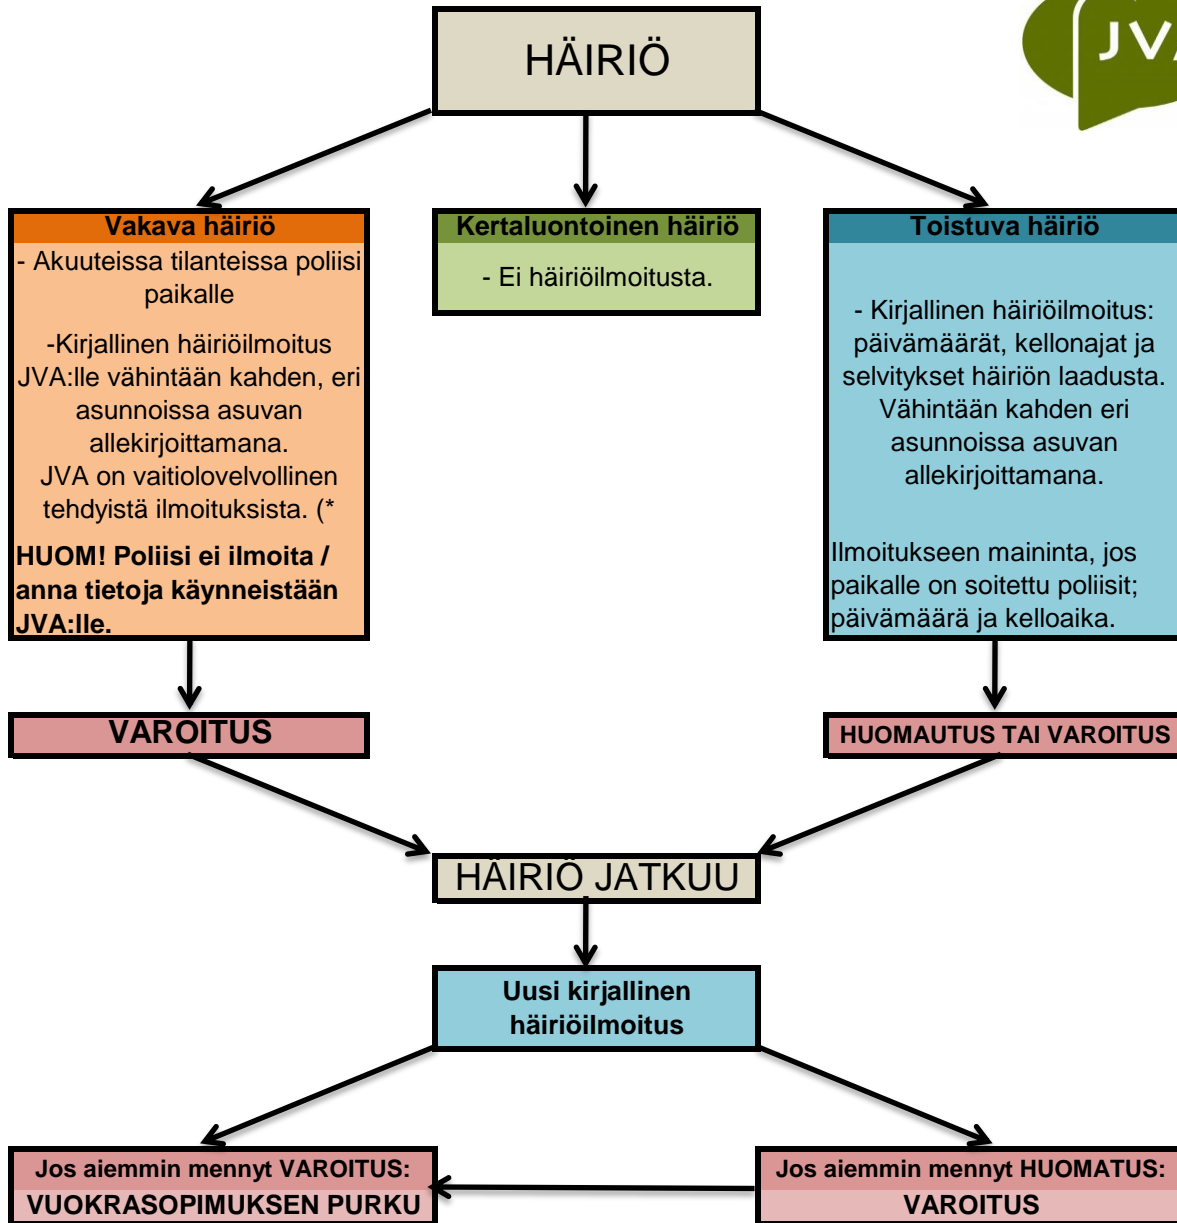 HÄIRIÖ
JVA
Vakava häiriö
- Akuuteissa tilanteissa poliisi
paikalle
-Kirjallinen häiriöilmoitus
JVA:lle vähintään kahden, eri
asunnoissa asuvan
allekirjoittamana.
JVA on vaitiolovelvollinen
tehdyistä ilmoituksista. (*
HUOM! Poliisi ei ilmoita /
anna tietoja käynneistään
JVA:lle.
Kertaluontoinen häiriö
- Ei häiriöilmoitusta.
Toistuva häiriö
- Kirjallinen häiriöilmoitus:
päivämäärät, kellonajat ja
selvitykset häiriön laadusta.
Vähintään kahden eri
asunnoissa asuvan
allekirjoittamana.
Ilmoitukseen maininta, jos
paikalle on soitettu poliisit;
päivämäärä ja kelloaika.
VAROITUS
HUOMAUTUS TAI VAROITUS
HÄIRIÖ JATKUU
Uusi kirjallinen
häiriöilmoitus
Jos aiemmin mennyt VAROITUS:
VUOKRASOPIMUKSEN PURKU
Jos aiemmin mennyt HUOMATUS:
VAROITUS